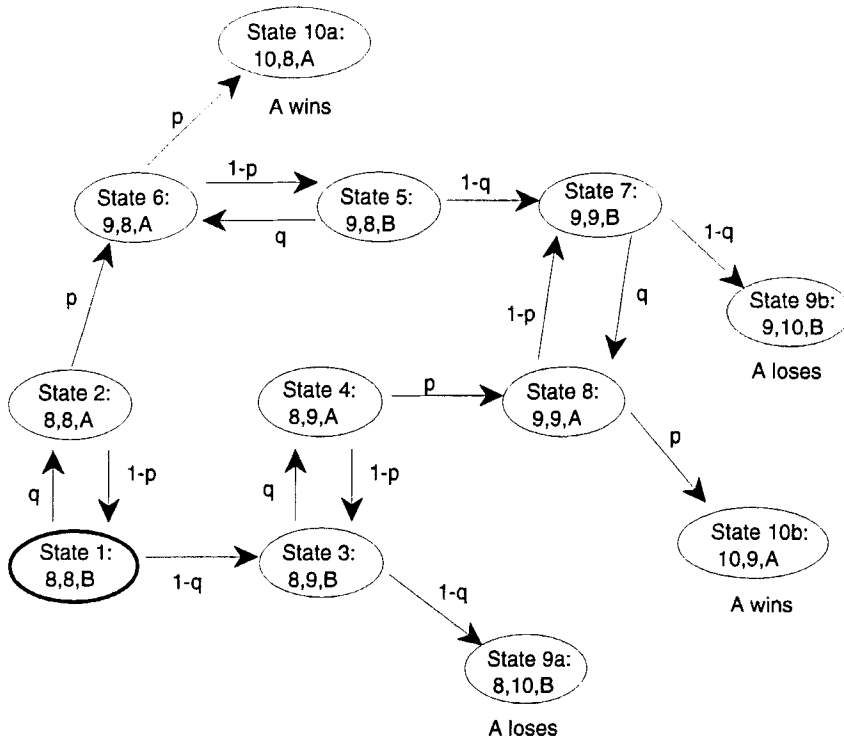 State 10a:
10,8,A
A wins
p
1-p
State 6:
9,8,A
State 5:
9,8,B
1-q
State 7:
9,9,B
q
1-q
p
1-p
q
State 9b:
9,10,B
A loses
State 2:
8,8,A
State 4:
8,9,A
p
State 8:
9,9,A
q
1-p
q
1-p
p
State 1:
8,8,B
1-q
State 3:
8,9,B
State 10b:
10,9,A
A wins
1-q
State 9a:
8,10,B
A loses